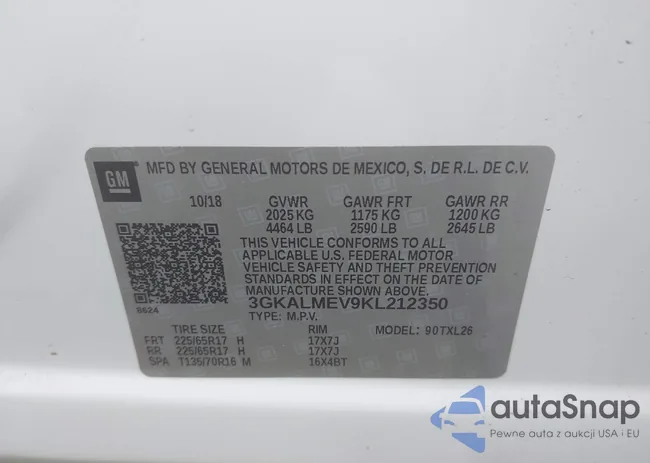 GM
MFD BY GENERAL MOTORS DE MEXICO, S. DE R.L. DE C.V.
10/18 GVWR GAWR FRT GAWR RR
2025 KG 1175 KG 1200 KG
4464 LB 2590 LB 2645 LB
THIS VEHICLE CONFORMS TO ALL
APPLICABLE U.S. FEDERAL MOTOR
VEHICLE SAFETY AND THEFT PREVENTION
STANDARDS IN EFFECT ON THE DATE OF
MANUFACTURE SHOWN ABOVE.
3GKALMEV9KL212350
8624
TYPE: M.P.V.
TIRE SIZE RIM MODEL: 90TXL26
FRT 225/65R17 H 17X7J
RR 225/65R17 H 17X7J
SPA T135/70R16 M 16X4BT
autaSnap
Pewne auta z aukcji USA i EU